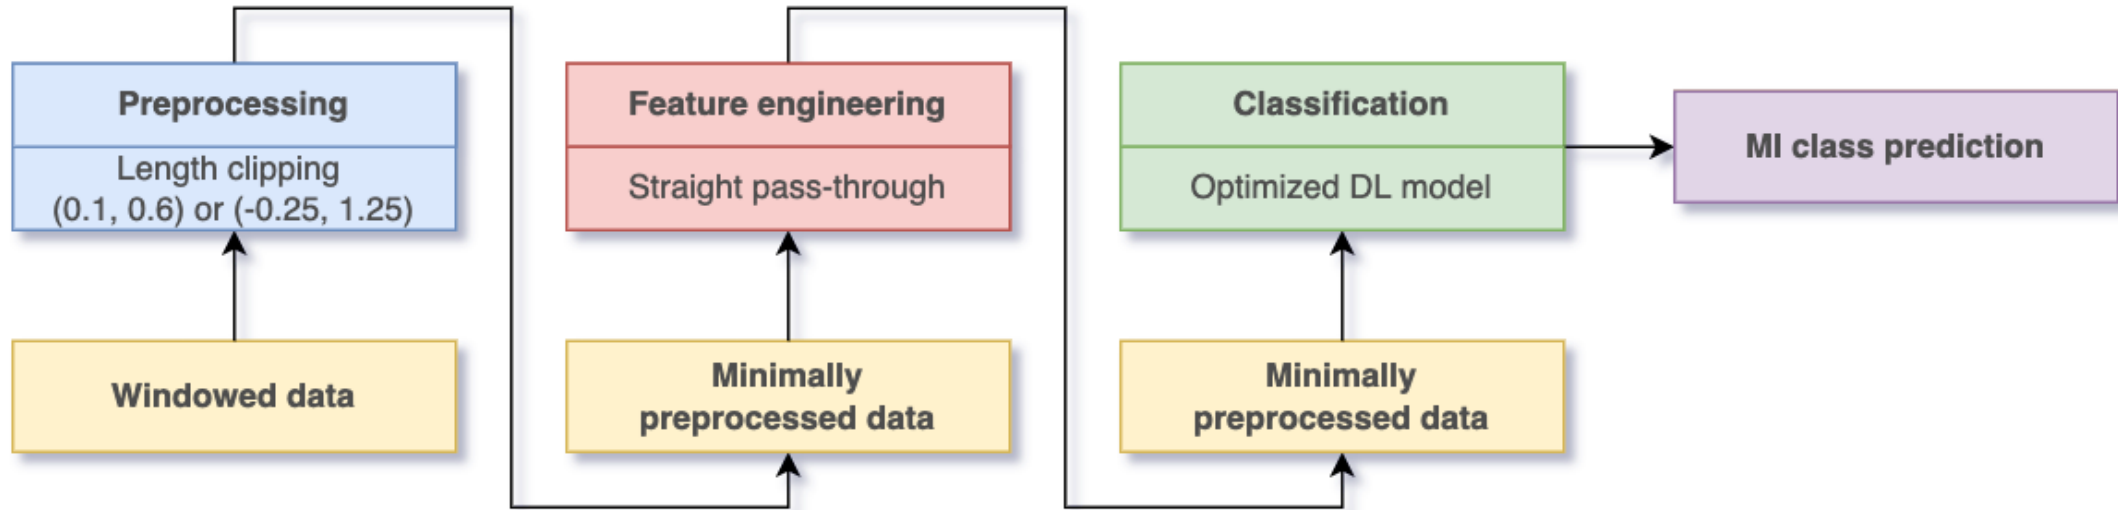 Preprocessing
Length clipping
(0.1, 0.6) or (-0.25, 1.25)
Windowed data
Feature engineering
Straight pass-through
Minimally
preprocessed data
Classification
Optimized DL model
Minimally
preprocessed data
MI class prediction